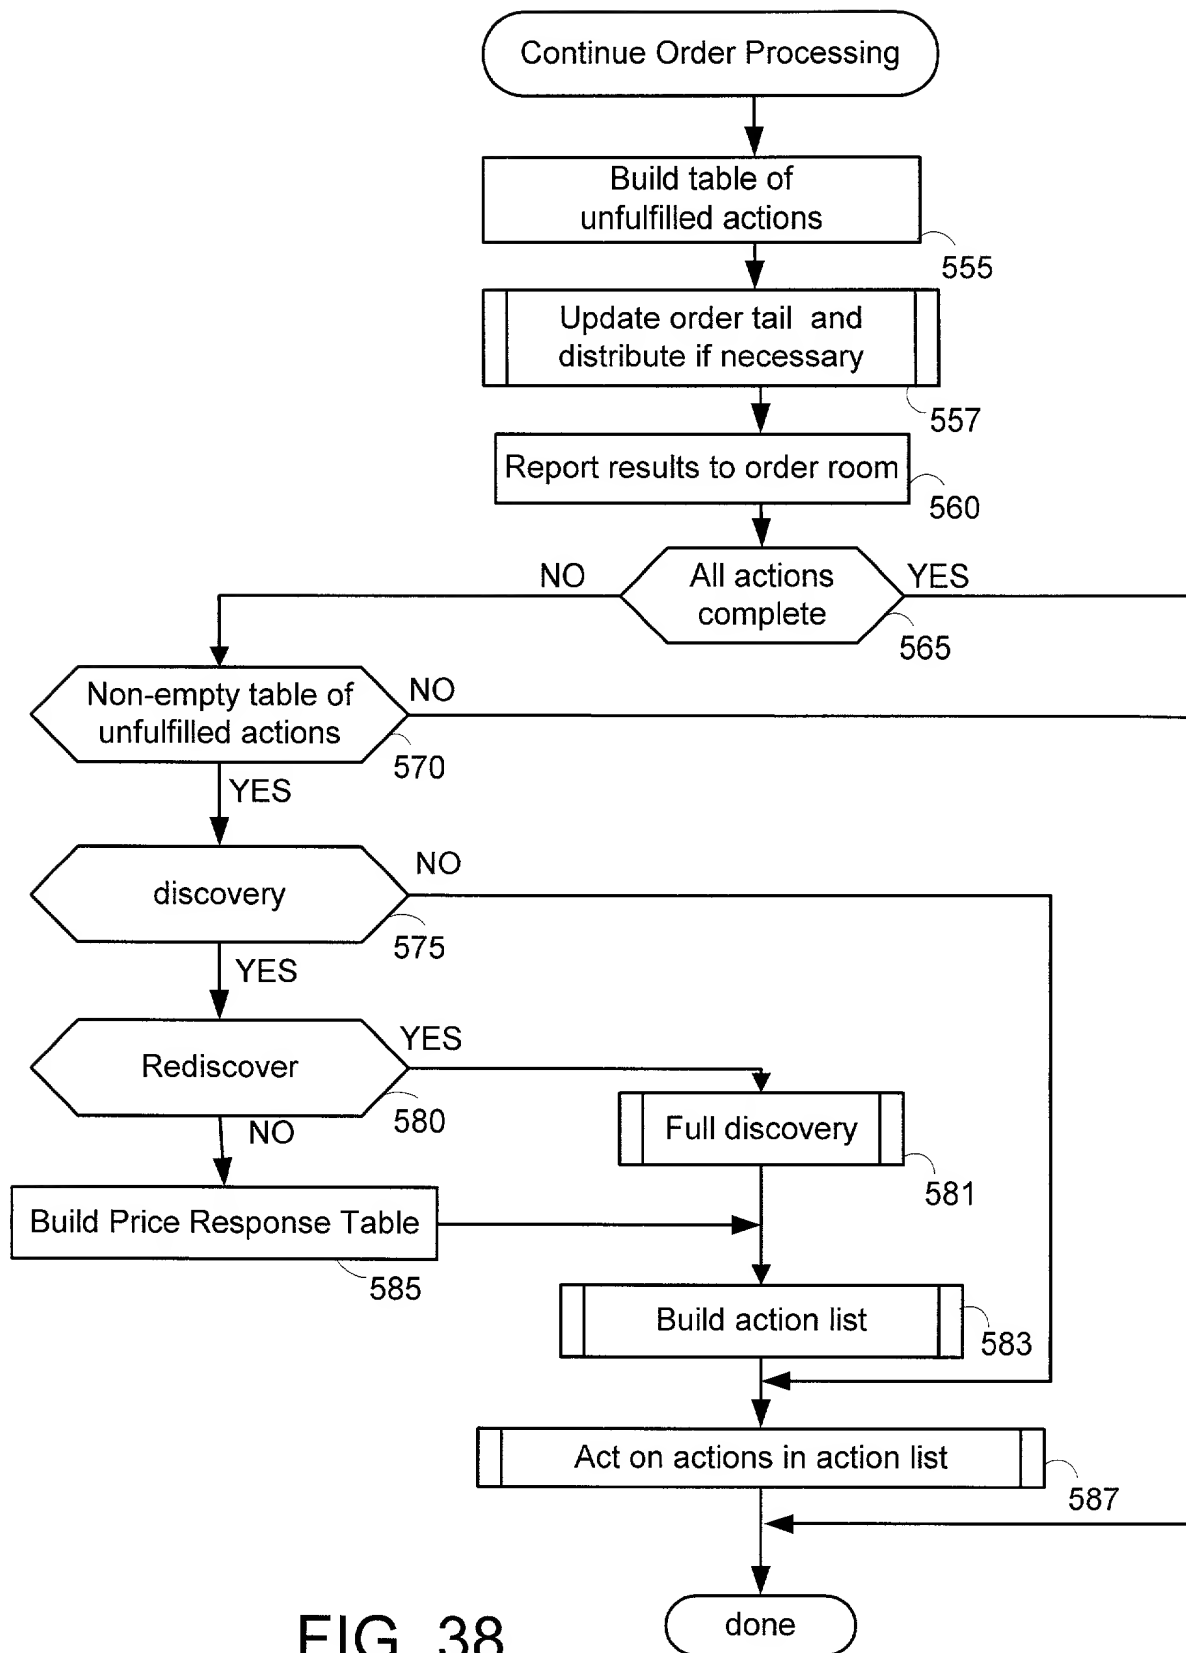 Continue Order Processing
Build table of
unfulfilled actions
555
Update order tail and
distribute if necessary
557
Report results to order room
560
NO
All actions
complete
YES
565
Non-empty table of
unfulfilled actions
NO
570
YES
discovery
NO
575
YES
Rediscover
YES
580
NO
Full discovery
581
Build Price Response Table
585
Build action list
583
Act on actions in action list
587
done
FIG. 38